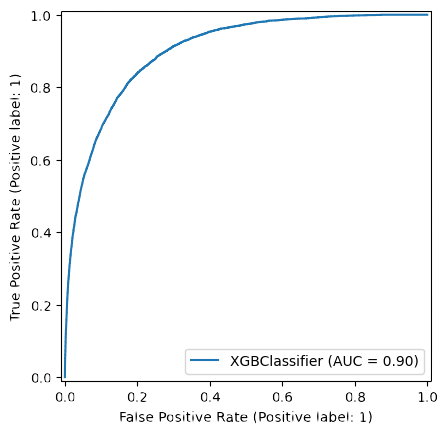 1.0
0.8
0.6
0.4
0.2
0.0
True Positive Rate (Positive label: 1)
XGBClassifier (AUC = 0.90)
0.0 0.2 0.4 0.6 0.8 1.0
False Positive Rate (Positive label: 1)